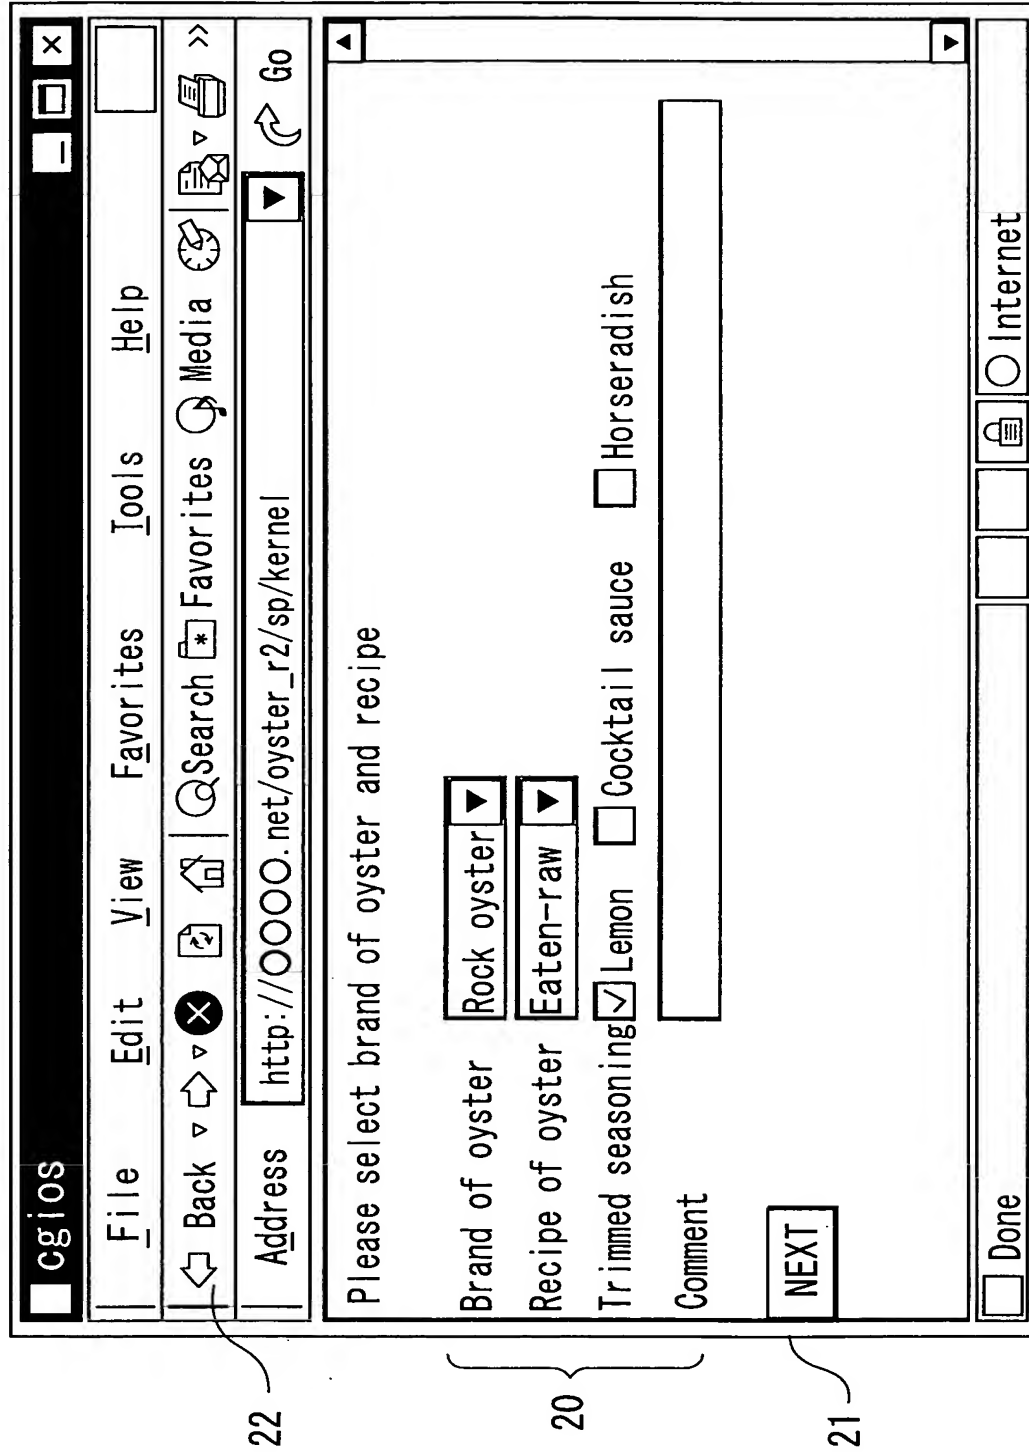 cgios
File Edit View Favorites Tools Help
22 Back Search Favorites Media »
Address http://○○○○.net/oyster_r2/sp/kernel Go
Please select brand of oyster and recipe
Brand of oyster Rock oyster
20 Recipe of oyster Eaten-raw
Trimmed seasoning Lemon Cocktail sauce Horseradish
Comment
21 NEXT
Done Internet